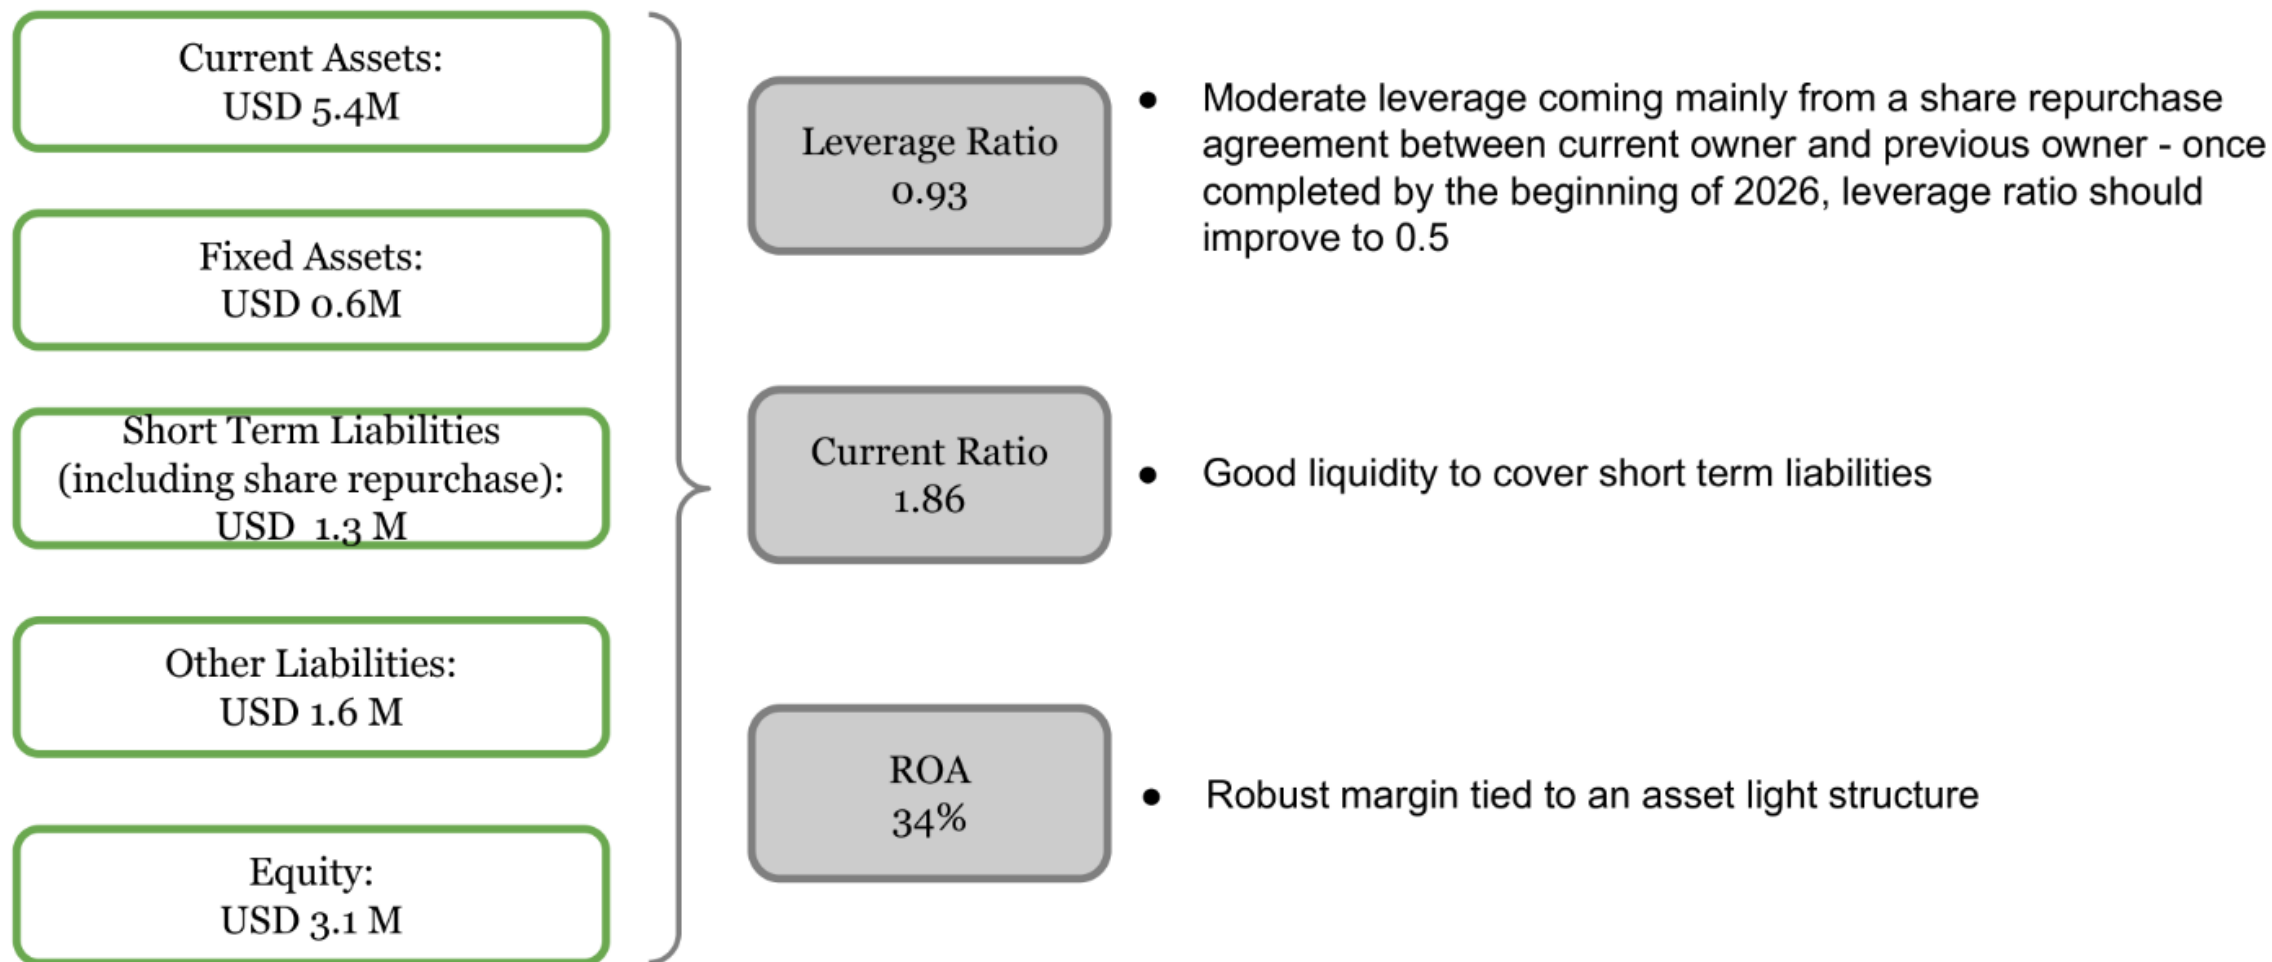 Current Assets:
USD 5.4M
Fixed Assets:
USD 0.6M
Short Term Liabilities
(including share repurchase):
USD  1.3 M
Other Liabilities:
USD 1.6 M
Equity:
USD 3.1 M
Leverage Ratio
0.93
● Moderate leverage coming mainly from a share repurchase
agreement between current owner and previous owner - once
completed by the beginning of 2026, leverage ratio should
improve to 0.5
Current Ratio
1.86
● Good liquidity to cover short term liabilities
ROA
34%
● Robust margin tied to an asset light structure